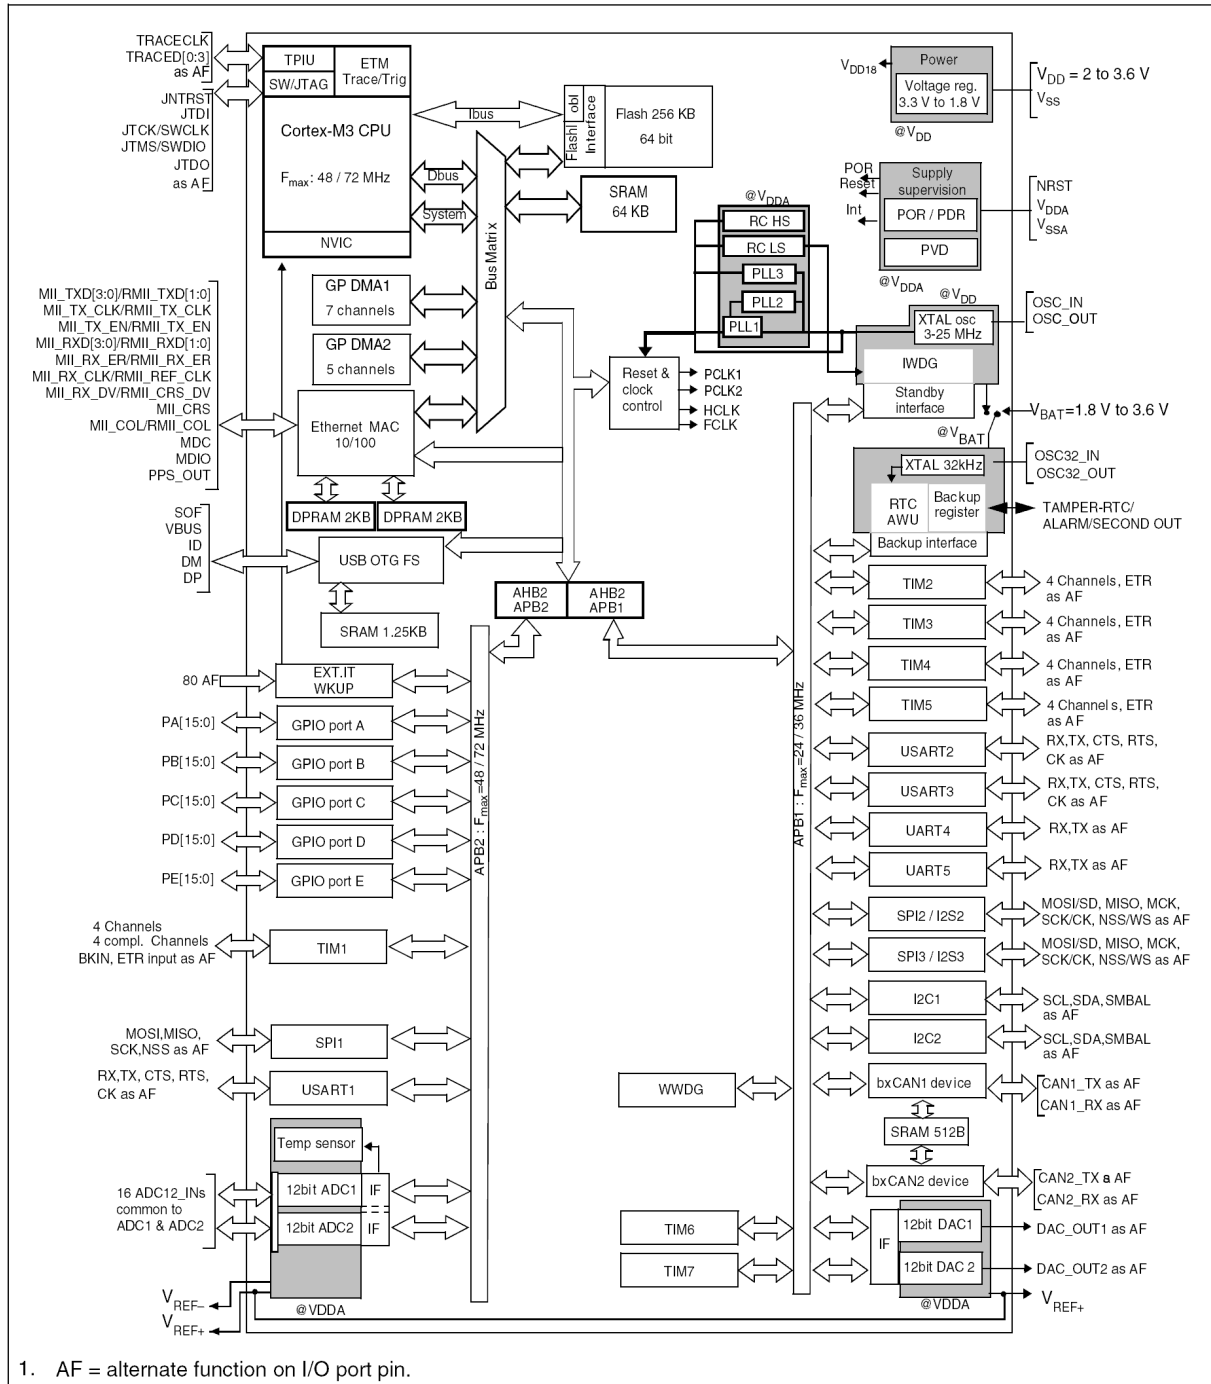 TRACECLK
TRACED[0:3]
as AF
JNTRST
JTDI
JTCK/SWCLK
JTMS/SWDIO
JTDO
as AF
TPIU
SW/JTAG
ETM
Trace/Trig
Cortex-M3 CPU
Fmax: 48 / 72 MHz
NVIC
Ibus
Dbus
System
Bus Matrix
Flashl obl
Interface
Flash 256 KB
64 bit
SRAM
64 KB
VDD18
Power
Voltage reg.
3.3 V to 1.8 V
@VDD
VDD = 2 to 3.6 V
VSS
POR
Reset
Int
Supply
supervision
POR / PDR
PVD
@VDDA
NRST
VDDA
VSSA
@VDDA
RC HS
RC LS
PLL3
PLL2
PLL1
@VDD
XTAL osc
3-25 MHz
IWDG
Standby
interface
OSC_IN
OSC_OUT
VBAT=1.8 V to 3.6 V
@VBAT
GP DMA1
7 channels
GP DMA2
5 channels
Reset &
clock
control
PCLK1
PCLK2
HCLK
FCLK
MII_TXD[3:0]/RMII_TXD[1:0]
MII_TX_CLK/RMII_TX_CLK
MII_TX_EN/RMII_TX_EN
MII_RXD[3:0]/RMII_RXD[1:0]
MII_RX_ER/RMII_RX_ER
MII_RX_CLK/RMII_REF_CLK
MII_RX_DV/RMII_CRS_DV
MII_CRS
MII_COL/RMII_COL
MDC
MDIO
PPS_OUT
Ethernet MAC
10/100
DPRAM 2KB
DPRAM 2KB
SOF
VBUS
ID
DM
DP
USB OTG FS
SRAM 1.25KB
XTAL 32kHz
RTC
AWU
Backup
register
Backup interface
OSC32_IN
OSC32_OUT
TAMPER-RTC/
ALARM/SECOND OUT
AHB2
APB2
AHB2
APB1
80 AF
EXT.IT
WKUP
PA[15:0]
GPIO port A
PB[15:0]
GPIO port B
PC[15:0]
GPIO port C
PD[15:0]
GPIO port D
PE[15:0]
GPIO port E
4 Channels
4 compl. Channels
BKIN, ETR input as AF
TIM1
MOSI,MISO,
SCK,NSS as AF
SPI1
RX,TX, CTS, RTS,
CK as AF
USART1
Temp sensor
16 ADC12_INs
common to
ADC1 & ADC2
12bit ADC1
IF
12bit ADC2
IF
@VDDA
VREF–
VREF+
APB2 : Fmax=48 / 72 MHz
APB1 : Fmax=24 / 36 MHz
TIM2
4 Channels, ETR
as AF
TIM3
4 Channels, ETR
as AF
TIM4
4 Channels, ETR
as AF
TIM5
4 Channels, ETR
as AF
USART2
RX,TX, CTS, RTS,
CK as AF
USART3
RX,TX, CTS, RTS,
CK as AF
UART4
RX,TX as AF
UART5
RX,TX as AF
SPI2 / I2S2
MOSI/SD, MISO, MCK,
SCK/CK, NSS/WS as AF
SPI3 / I2S3
MOSI/SD, MISO, MCK,
SCK/CK, NSS/WS as AF
I2C1
SCL,SDA,SMBAL
as AF
I2C2
SCL,SDA,SMBAL
as AF
WWDG
bxCAN1 device
CAN1_TX as AF
CAN1_RX as AF
SRAM 512B
bxCAN2 device
CAN2_TX a AF
CAN2_RX as AF
TIM6
TIM7
IF
12bit DAC1
DAC_OUT1 as AF
12bit DAC 2
DAC_OUT2 as AF
@VDDA
VREF+
1. AF = alternate function on I/O port pin.